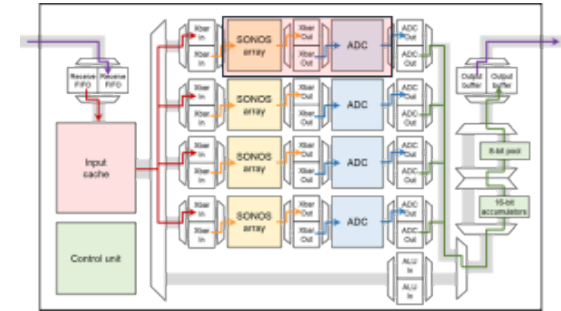 Receive
FIFO
Receive
FIFO
Input
cache
Control unit
Xbar
In
Xbar
In
SONOS
array
Xbar
Out
Xbar
Out
ADC
ADC
Out
ADC
Out
Xbar
In
Xbar
In
SONOS
array
Xbar
Out
Xbar
Out
ADC
ADC
Out
ADC
Out
Xbar
In
Xbar
In
SONOS
array
Xbar
Out
Xbar
Out
ADC
ADC
Out
ADC
Out
Xbar
In
Xbar
In
SONOS
array
Xbar
Out
Xbar
Out
ADC
ADC
Out
ADC
Out
ALU
In
ALU
In
Output
buffer
Output
buffer
8-bit pool
16-bit
accumulators